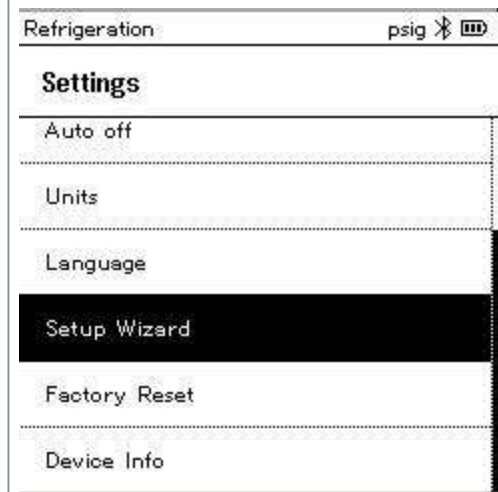 Refrigeration psig
Settings
Auto off
Units
Language
Setup Wizard
Factory Reset
Device Info